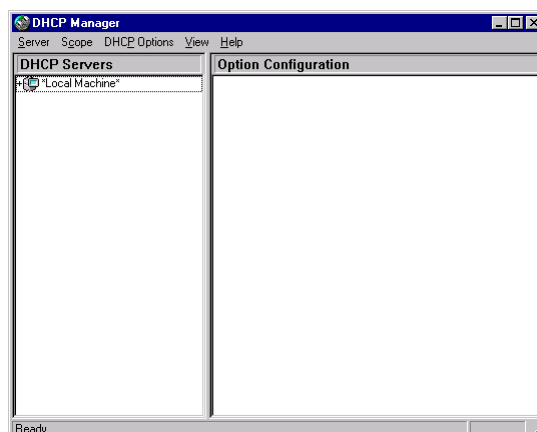 DHCP Manager
Server Scope DHCP Options View Help
DHCP Servers
Option Configuration
*Local Machine*
Ready